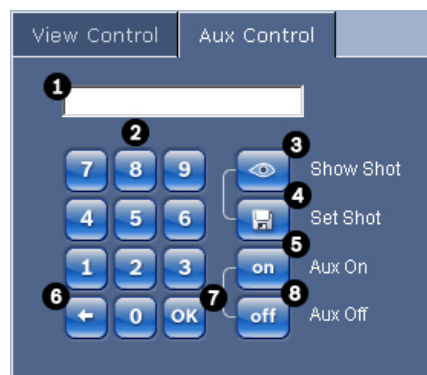 View Control Aux Control
1
2
7 8 9 3 Show Shot
4 5 6 4 Set Shot
1 2 3 on 5 Aux On
6 0 OK 7 off 8 Aux Off